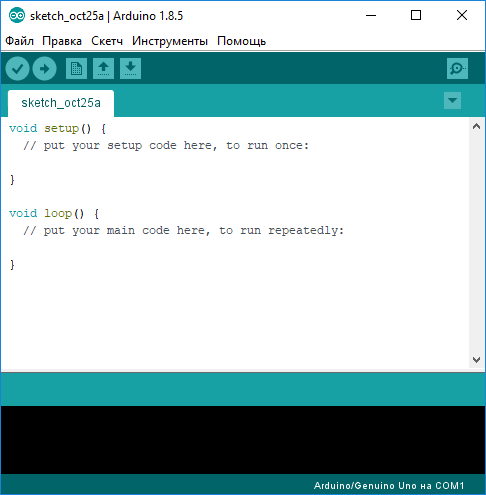 sketch_oct25a | Arduino 1.8.5
Файл Правка Скетч Инструменты Помощь
sketch_oct25a
void setup() {
  // put your setup code here, to run once:
}
void loop() {
  // put your main code here, to run repeatedly:
}
Arduino/Genuino Uno на COM1